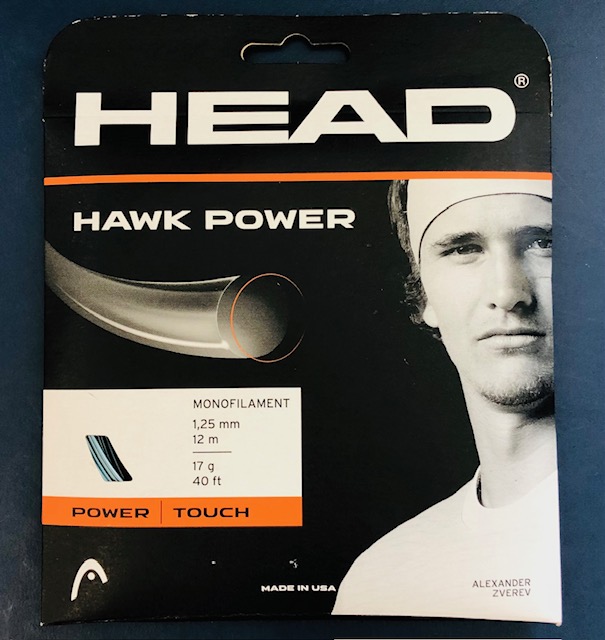 HEAD®
HAWK POWER
MONOFILAMENT
1,25 mm
12 m
17 g
40 ft
POWER | TOUCH
MADE IN USA
ALEXANDER
ZVEREV